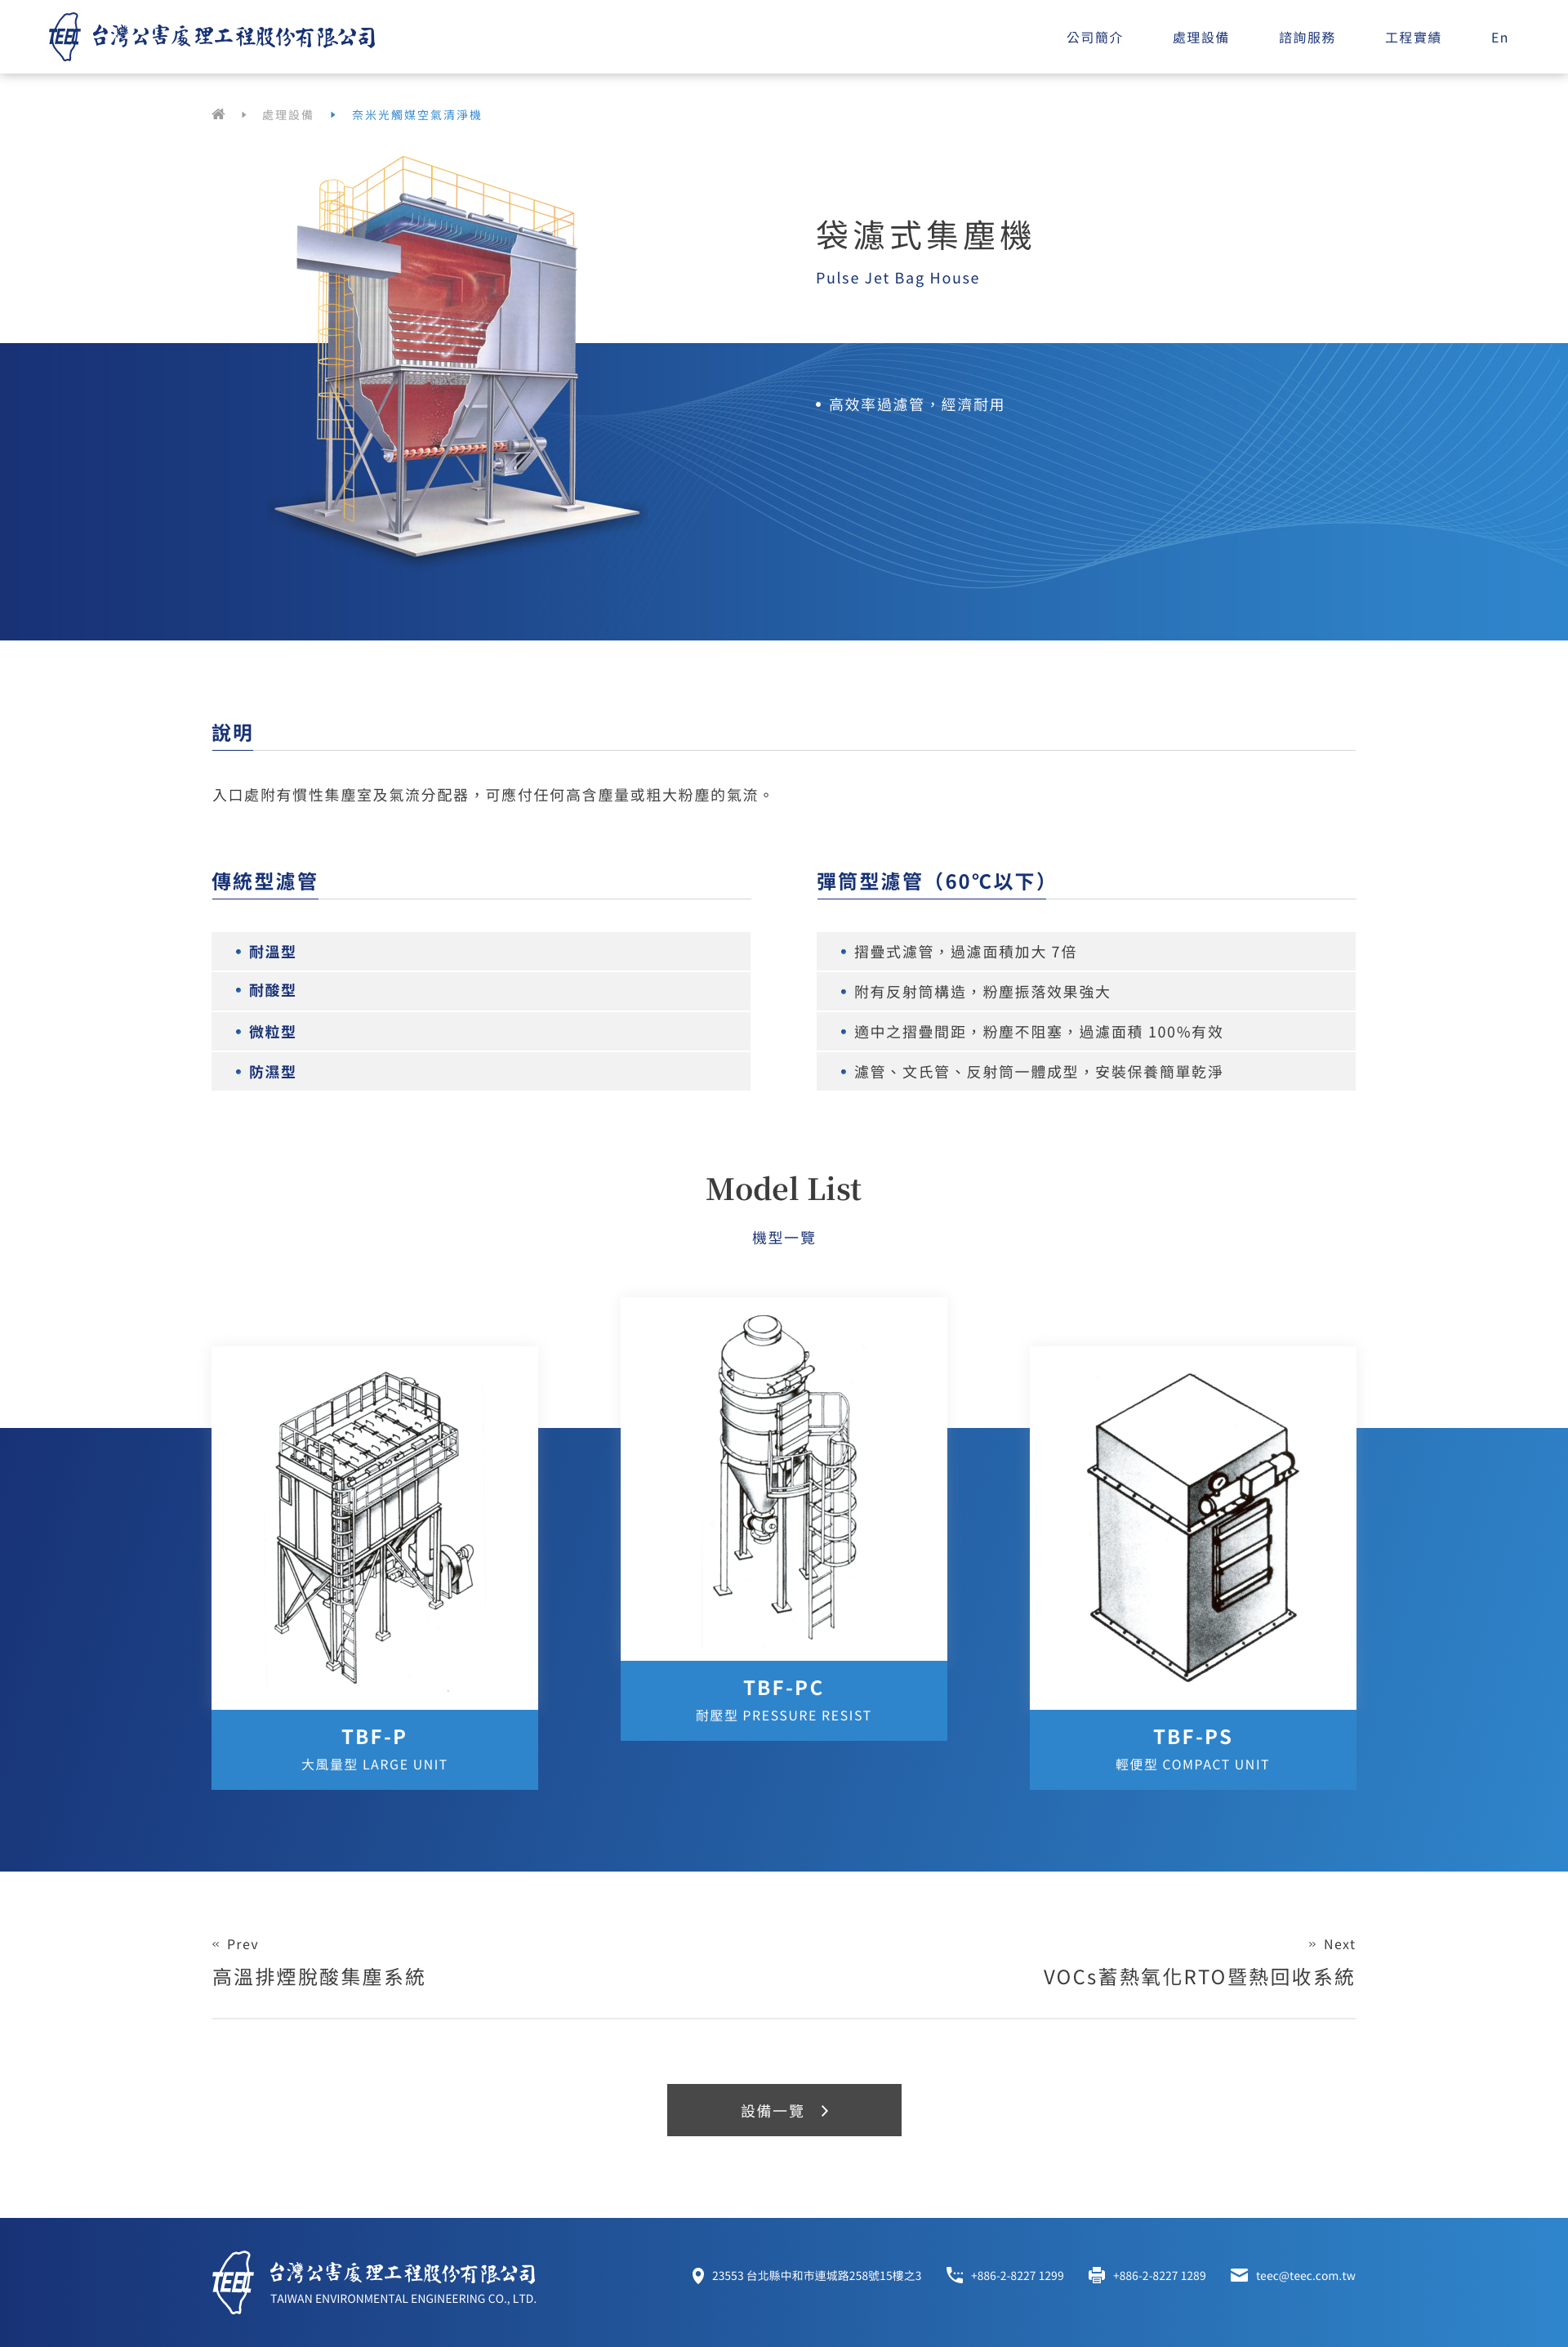 TEEC 台灣公害處理工程股份有限公司
公司簡介 處理設備 諮詢服務 工程實績 En
處理設備 奈米光觸媒空氣清淨機
袋濾式集塵機
Pulse Jet Bag House
高效率過濾管，經濟耐用
說明
入口處附有慣性集塵室及氣流分配器，可應付任何高含塵量或粗大粉塵的氣流。
傳統型濾管
耐溫型
耐酸型
微粒型
防濕型
彈筒型濾管（60℃以下）
摺疊式濾管，過濾面積加大 7倍
附有反射筒構造，粉塵振落效果強大
適中之摺疊間距，粉塵不阻塞，過濾面積 100%有效
濾管、文氏管、反射筒一體成型，安裝保養簡單乾淨
Model List
機型一覽
TBF-P
大風量型 LARGE UNIT
TBF-PC
耐壓型 PRESSURE RESIST
TBF-PS
輕便型 COMPACT UNIT
« Prev
高溫排煙脫酸集塵系統
» Next
VOCs蓄熱氧化RTO暨熱回收系統
設備一覽
TEEC 台灣公害處理工程股份有限公司
TAIWAN ENVIRONMENTAL ENGINEERING CO., LTD.
23553 台北縣中和市連城路258號15樓之3 +886-2-8227 1299 +886-2-8227 1289 teec@teec.com.tw